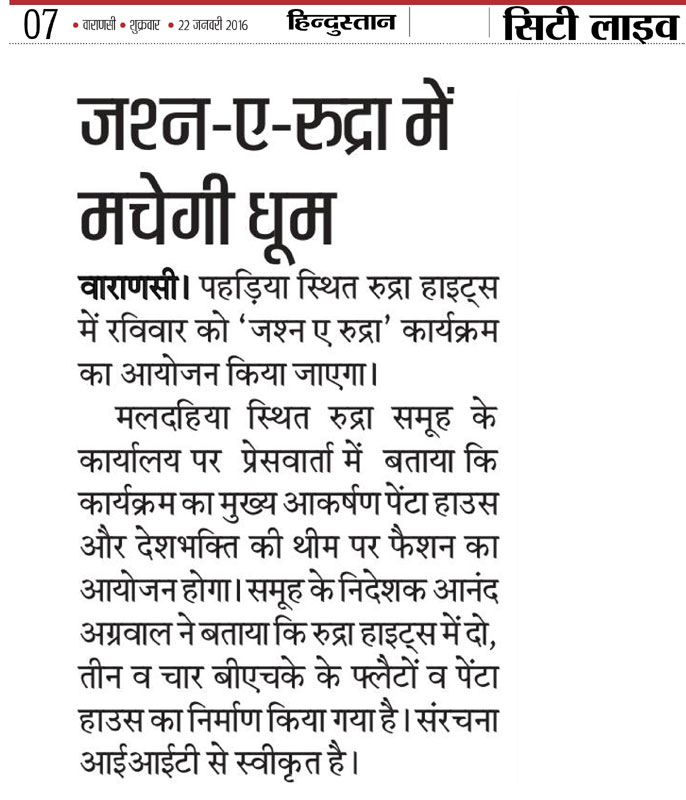 07 • वाराणसी • शुक्रवार • 22 जनवरी 2016 हिन्दुस्तान सिटी लाइव
जश्न-ए-रुद्रा में
मचेगी धूम
वाराणसी। पहड़िया स्थित रुद्रा हाइट्स
में रविवार को ‘जश्न ए रुद्रा’ कार्यक्रम
का आयोजन किया जाएगा।
मलदहिया स्थित रुद्रा समूह के
कार्यालय पर प्रेसवार्ता में बताया कि
कार्यक्रम का मुख्य आकर्षण पेंटा हाउस
और देशभक्ति की थीम पर फैशन का
आयोजन होगा। समूह के निदेशक आनंद
अग्रवाल ने बताया कि रुद्रा हाइट्स में दो,
तीन व चार बीएचके के फ्लैटों व पेंटा
हाउस का निर्माण किया गया है। संरचना
आईआईटी से स्वीकृत है।